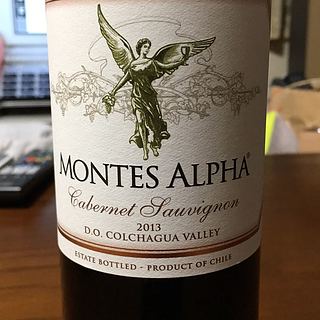 MONTES ALPHA®
Cabernet Sauvignon
2013
D.O. COLCHAGUA VALLEY
ESTATE BOTTLED - PRODUCT OF CHILE